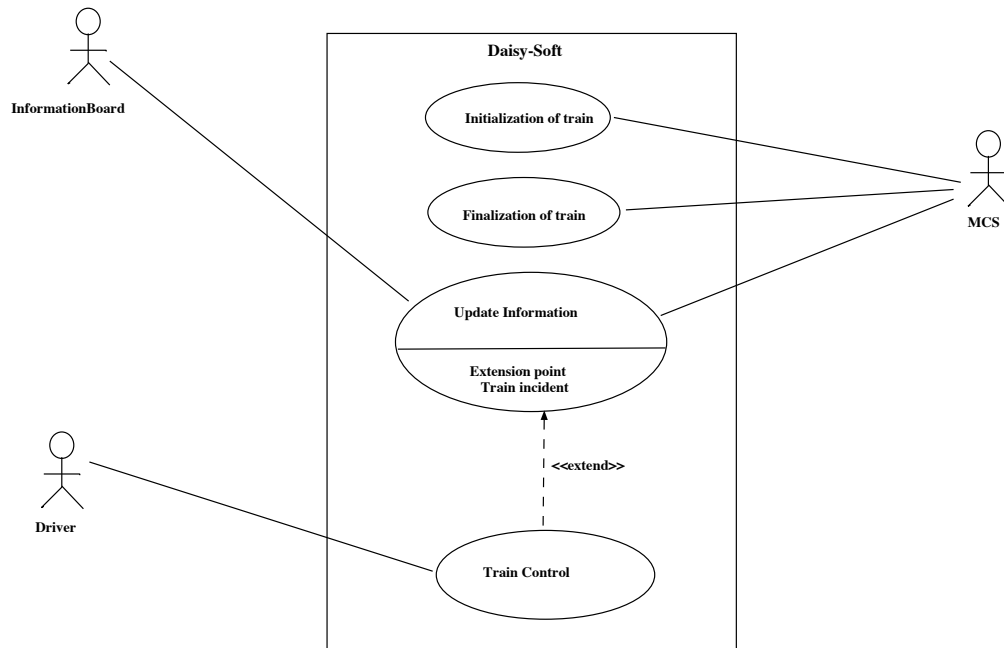 Daisy-Soft
InformationBoard
Initialization of train
Finalization of train
MCS
Update Information
Extension point
Train incident
<<extend>>
Driver
Train Control